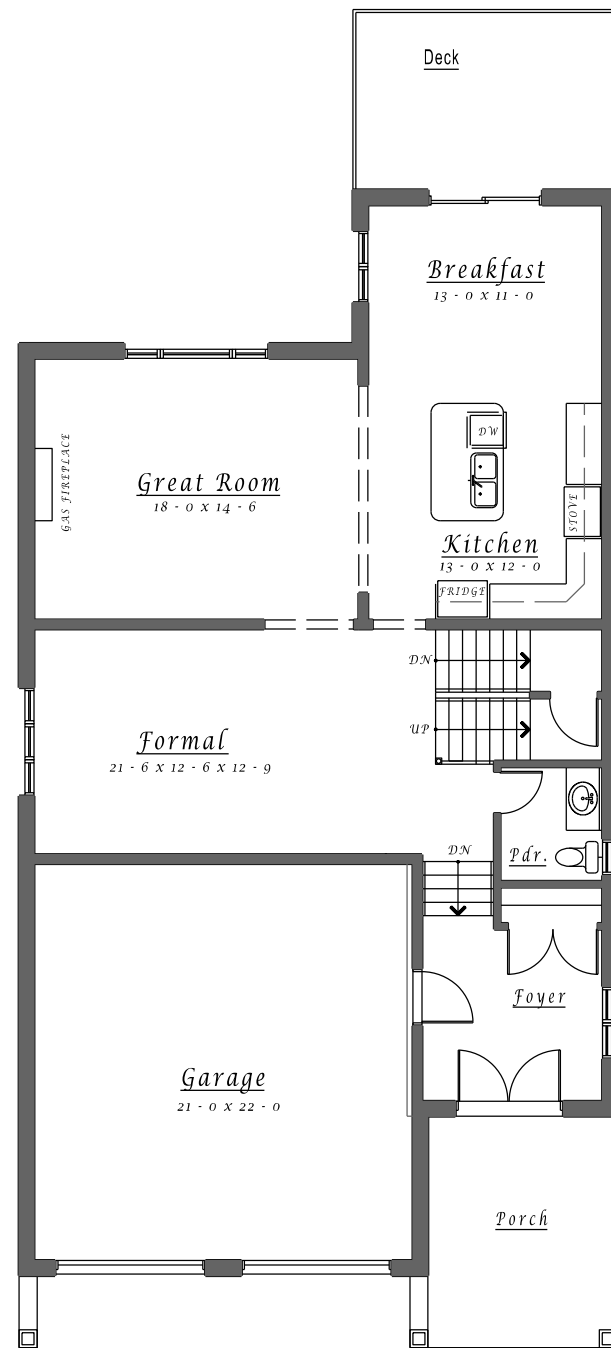 Deck
Breakfast
13 - 0 x 11 - 0
GAS FIREPLACE
Great Room
18 - 0 x 14 - 6
DW
STOVE
Kitchen
13 - 0 x 12 - 0
FRIDGE
DN
UP
Formal
21 - 6 x 12 - 6 x 12 - 9
DN
Pdr.
Foyer
Garage
21 - 0 x 22 - 0
Porch